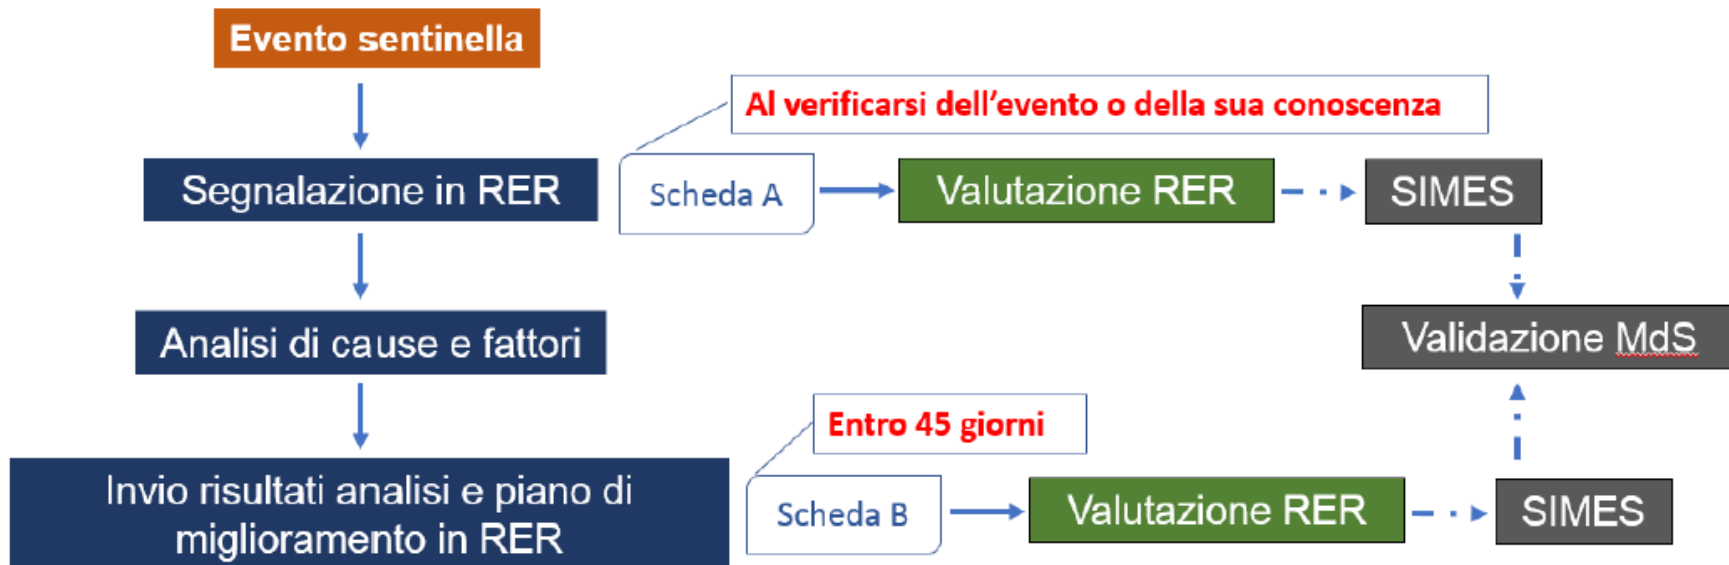 Evento sentinella
Al verificarsi dell'evento o della sua conoscenza
Segnalazione in RER
Scheda A
Valutazione RER
SIMES
Analisi di cause e fattori
Validazione MdS
Entro 45 giorni
Invio risultati analisi e piano di
miglioramento in RER
Scheda B
Valutazione RER
SIMES